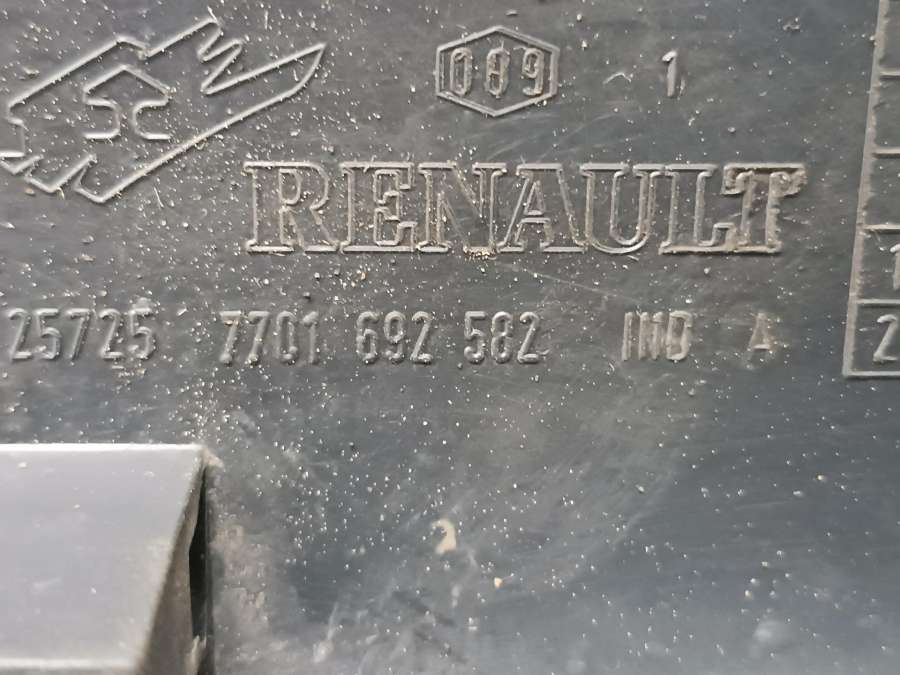 SC
089 1
RENAULT
25725 7701 692 582 IND A
1
2